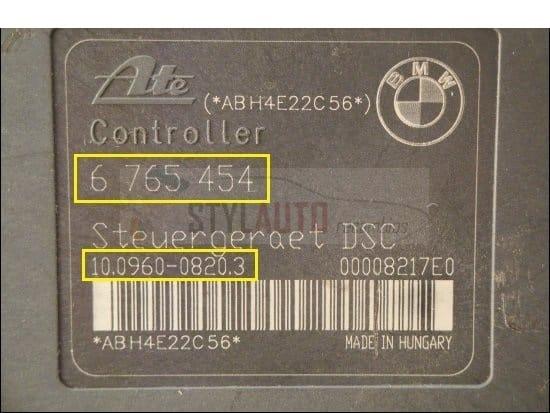 Ate
(*ABH4E22C56*)
BMW
Controller
6 765 454
STYLAUTO
Steuergeraet DSC
10.0960-0820.3 00008217E0
*ABH4E22C56*
MADE IN HUNGARY